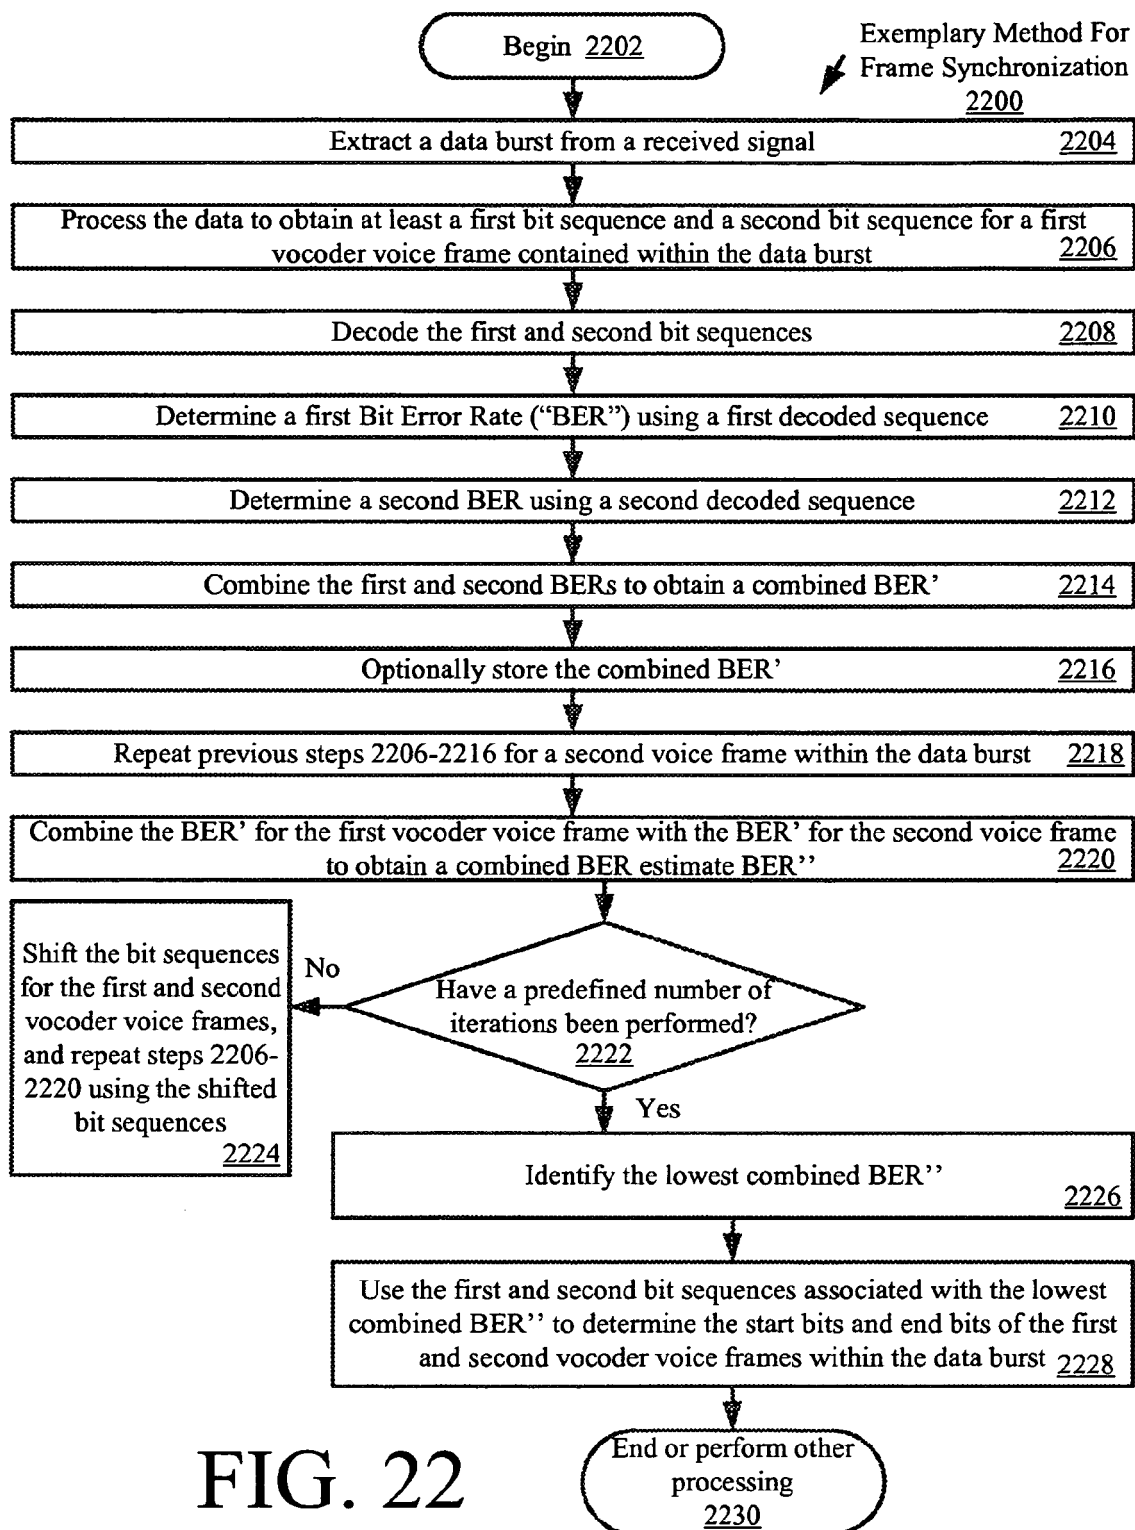 Begin 2202
Exemplary Method For
Frame Synchronization
2200
Extract a data burst from a received signal 2204
Process the data to obtain at least a first bit sequence and a second bit sequence for a first
vocoder voice frame contained within the data burst 2206
Decode the first and second bit sequences 2208
Determine a first Bit Error Rate (“BER”) using a first decoded sequence 2210
Determine a second BER using a second decoded sequence 2212
Combine the first and second BERs to obtain a combined BER’ 2214
Optionally store the combined BER’ 2216
Repeat previous steps 2206-2216 for a second voice frame within the data burst 2218
Combine the BER’ for the first vocoder voice frame with the BER’ for the second voice frame
to obtain a combined BER estimate BER’’ 2220
Shift the bit sequences
for the first and second
vocoder voice frames,
and repeat steps 2206-
2220 using the shifted
bit sequences
2224
No
Have a predefined number of
iterations been performed?
2222
Yes
Identify the lowest combined BER’’
2226
Use the first and second bit sequences associated with the lowest
combined BER’’ to determine the start bits and end bits of the first
and second vocoder voice frames within the data burst 2228
End or perform other
processing
2230
FIG. 22